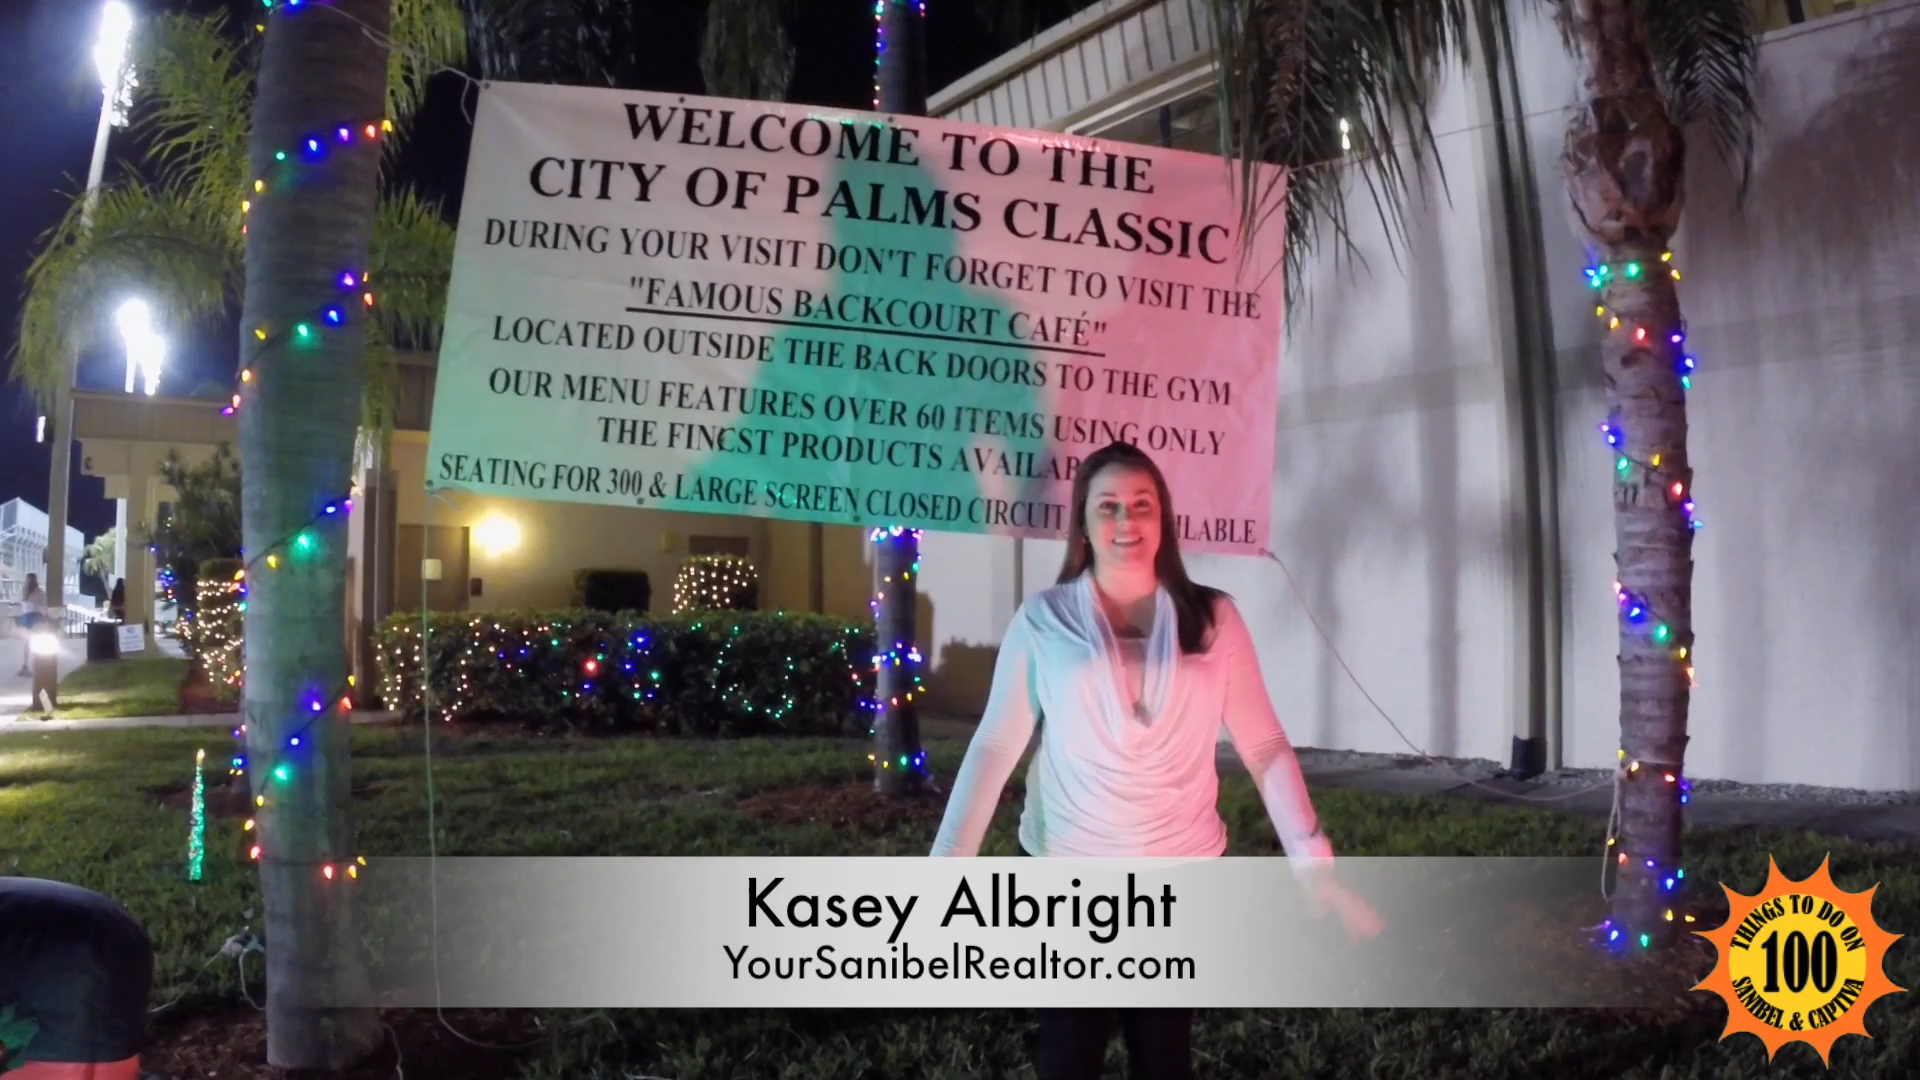 WELCOME TO THE
CITY OF PALMS CLASSIC
DURING YOUR VISIT DON'T FORGET TO VISIT THE
"FAMOUS BACKCOURT CAFÉ"
LOCATED OUTSIDE THE BACK DOORS TO THE GYM
OUR MENU FEATURES OVER 60 ITEMS USING ONLY
THE FINEST PRODUCTS
SEATING FOR 300 & LARGE SCREEN CLOSED CIRCUIT
Kasey Albright
YourSanibelRealtor.com
THINGS TO DO ON
100
SANIBEL & CAPTIVA